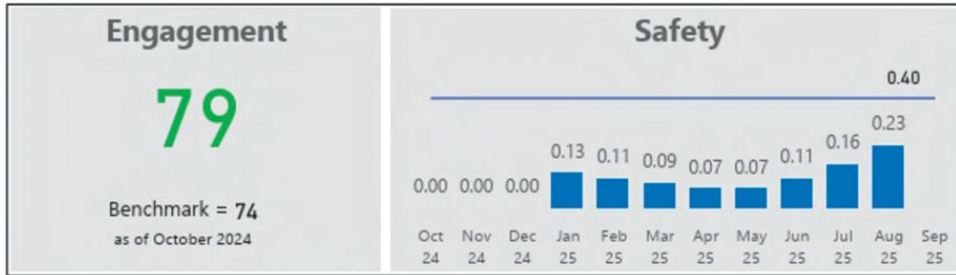 Engagement
79
Benchmark = 74
as of October 2024
Safety
0.40
0.00 0.00 0.00 0.13 0.11 0.09 0.07 0.07 0.11 0.16 0.23
Oct Nov Dec Jan Feb Mar Apr May Jun Jul Aug Sep
24 24 24 25 25 25 25 25 25 25 25 25